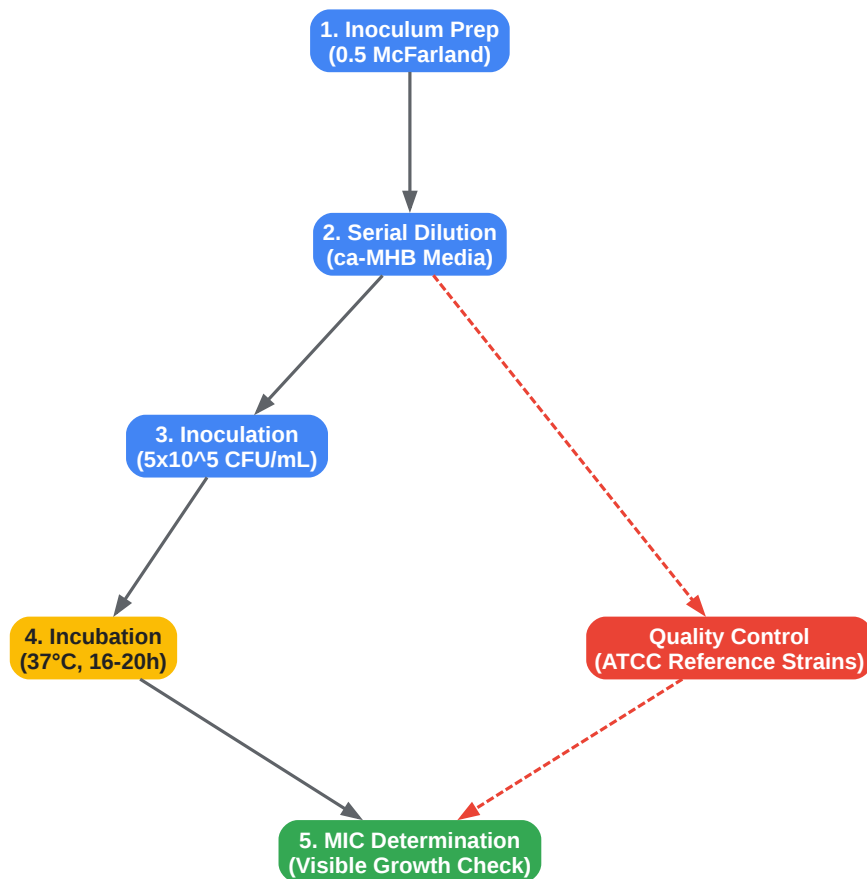 1. Inoculum Prep
(0.5 McFarland)
2. Serial Dilution
(ca-MHB Media)
3. Inoculation
(5x10^5 CFU/mL)
4. Incubation
(37°C, 16-20h)
Quality Control
(ATCC Reference Strains)
5. MIC Determination
(Visible Growth Check)